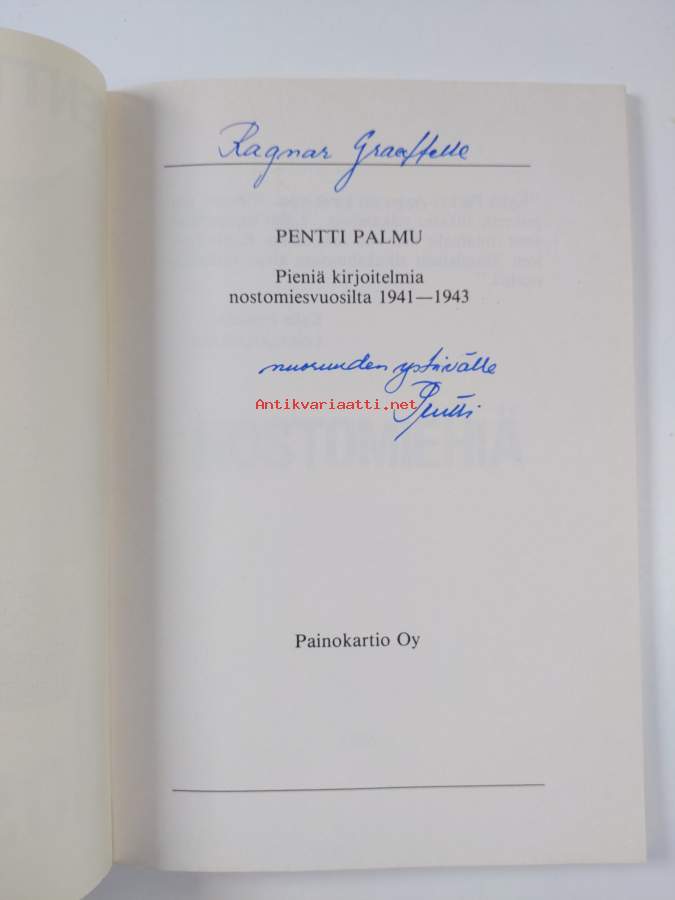 Ragnar Graeffelle
PENTTI PALMU
Pieniä kirjoitelmia
nostomiesvuosilta 1941—1943
nuoruuden ystävälle
Antikvariaatti.net
Pentti
Painokartio Oy